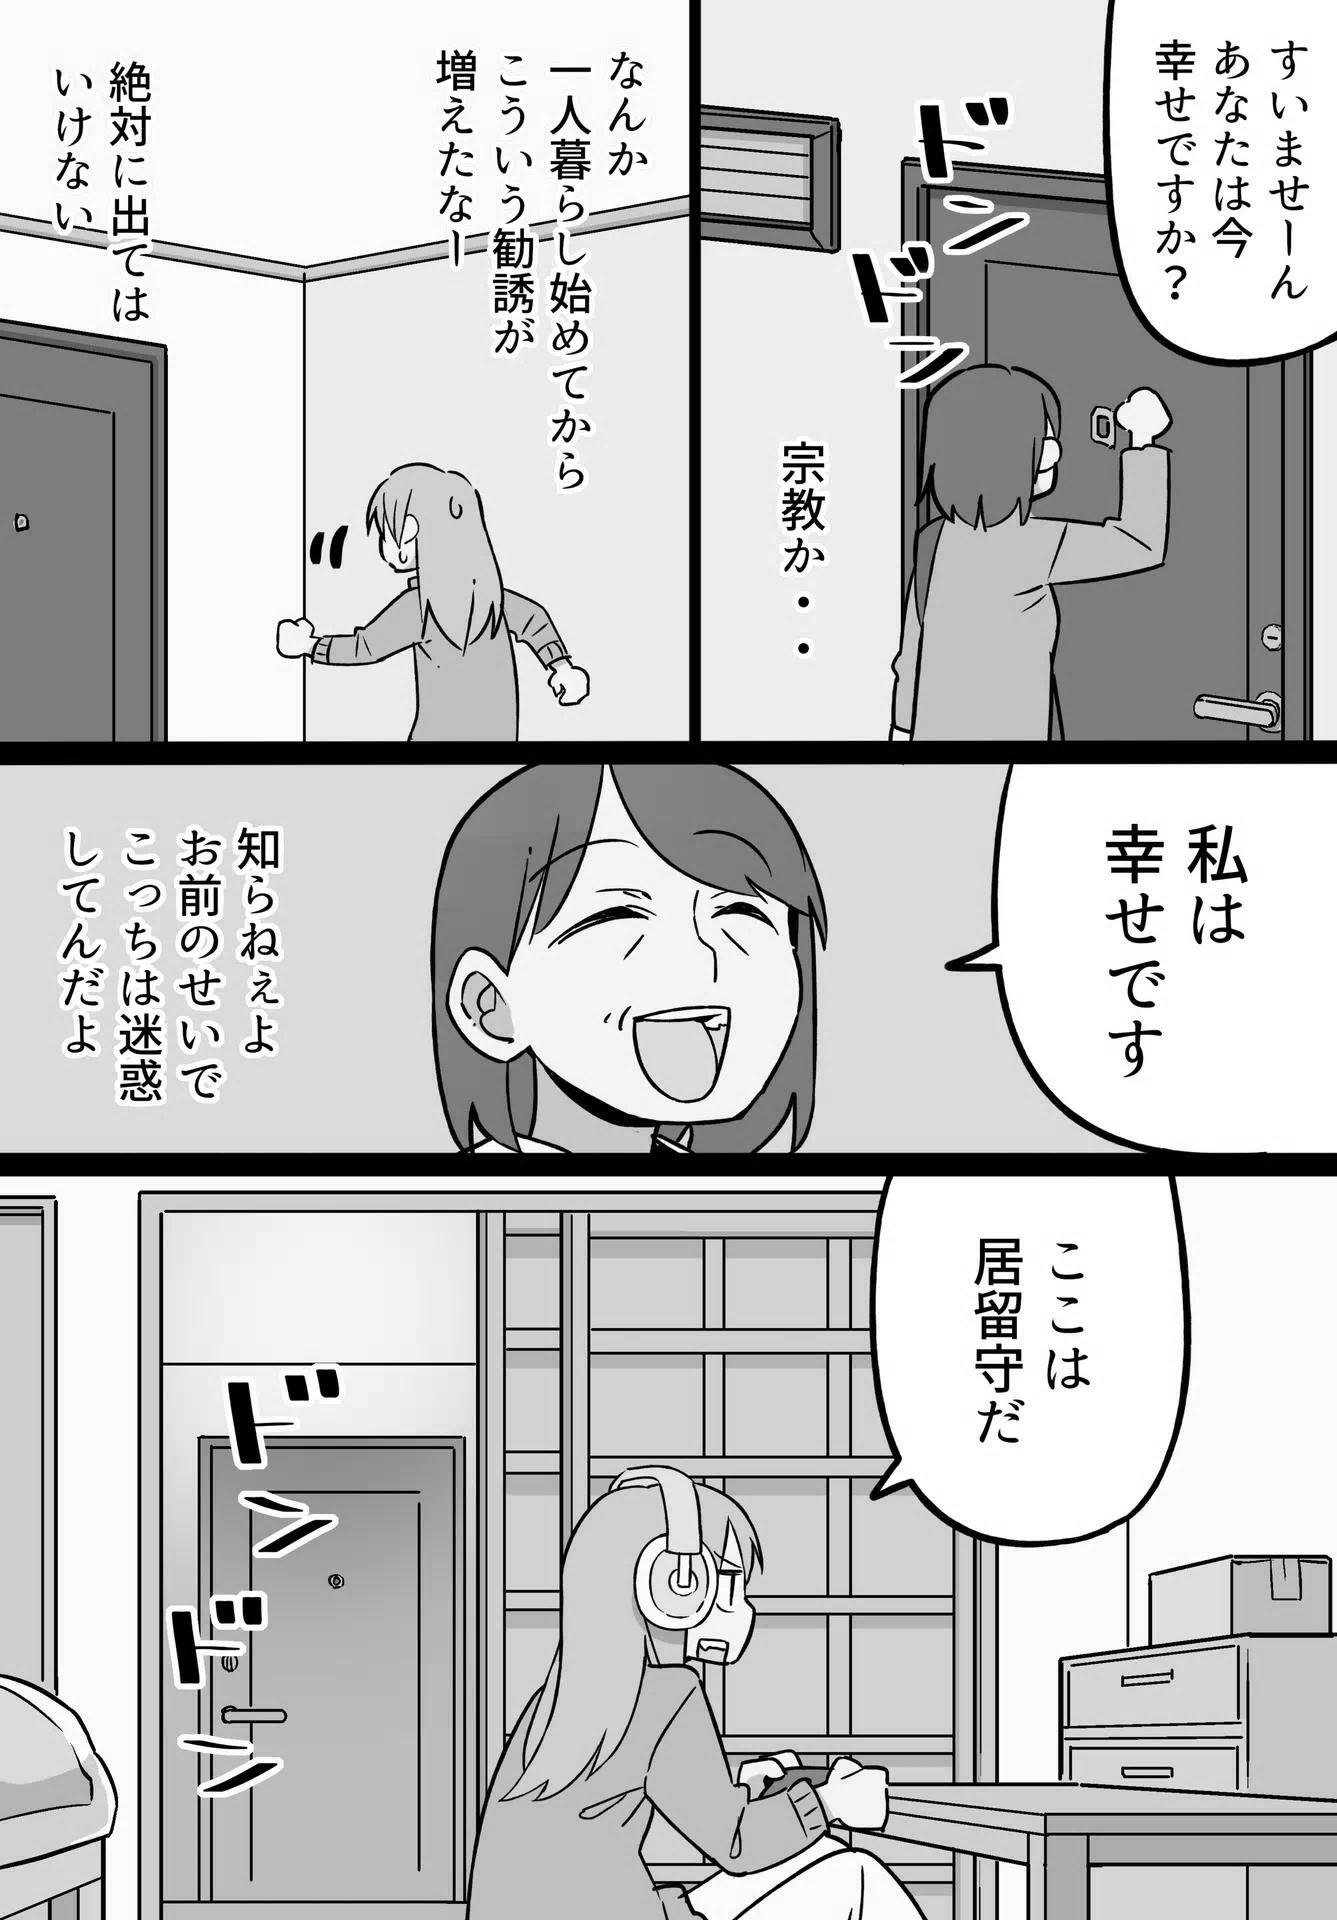 すいませーん
あなたは今
幸せですか?
ドンドン
宗教か・・
なんか
一人暮らし始めてから
こういう勧誘が
増えたなー
絶対に出ては
いけない
私は
幸せです
知らねぇよ
お前のせいで
こっちは迷惑
してんだよ
ここは
居留守だ
ドンドン